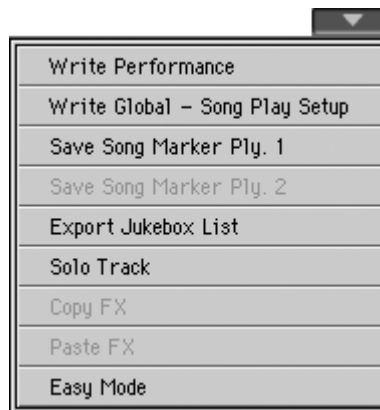 Write Performance
Write Global – Song Play Setup
Save Song Marker Ply. 1
Save Song Marker Ply. 2
Export Jukebox List
Solo Track
Copy FX
Paste FX
Easy Mode